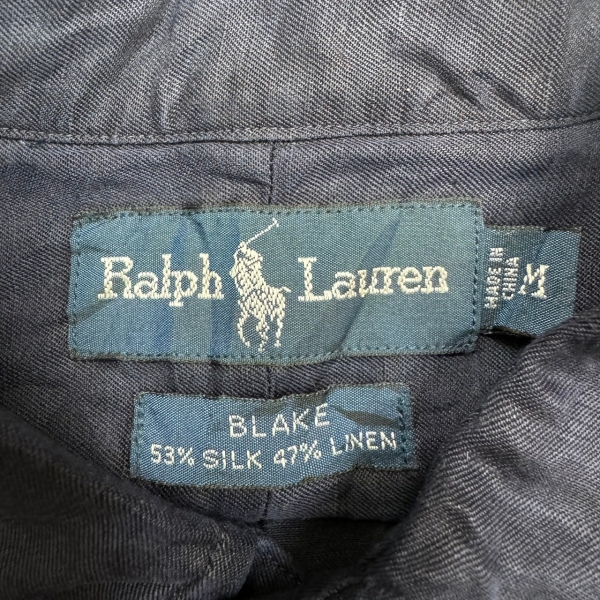 Ralph Lauren
MADE IN
CHINA
M
BLAKE
53% SILK 47% LINEN